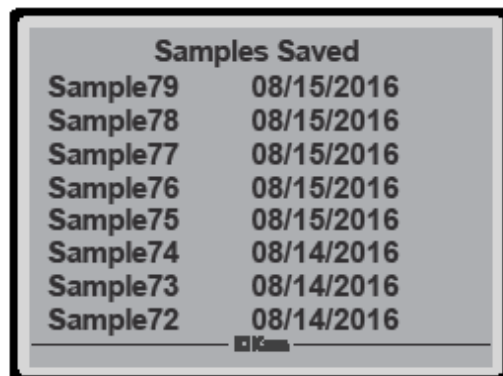 Samples Saved
Sample79 08/15/2016
Sample78 08/15/2016
Sample77 08/15/2016
Sample76 08/15/2016
Sample75 08/15/2016
Sample74 08/14/2016
Sample73 08/14/2016
Sample72 08/14/2016